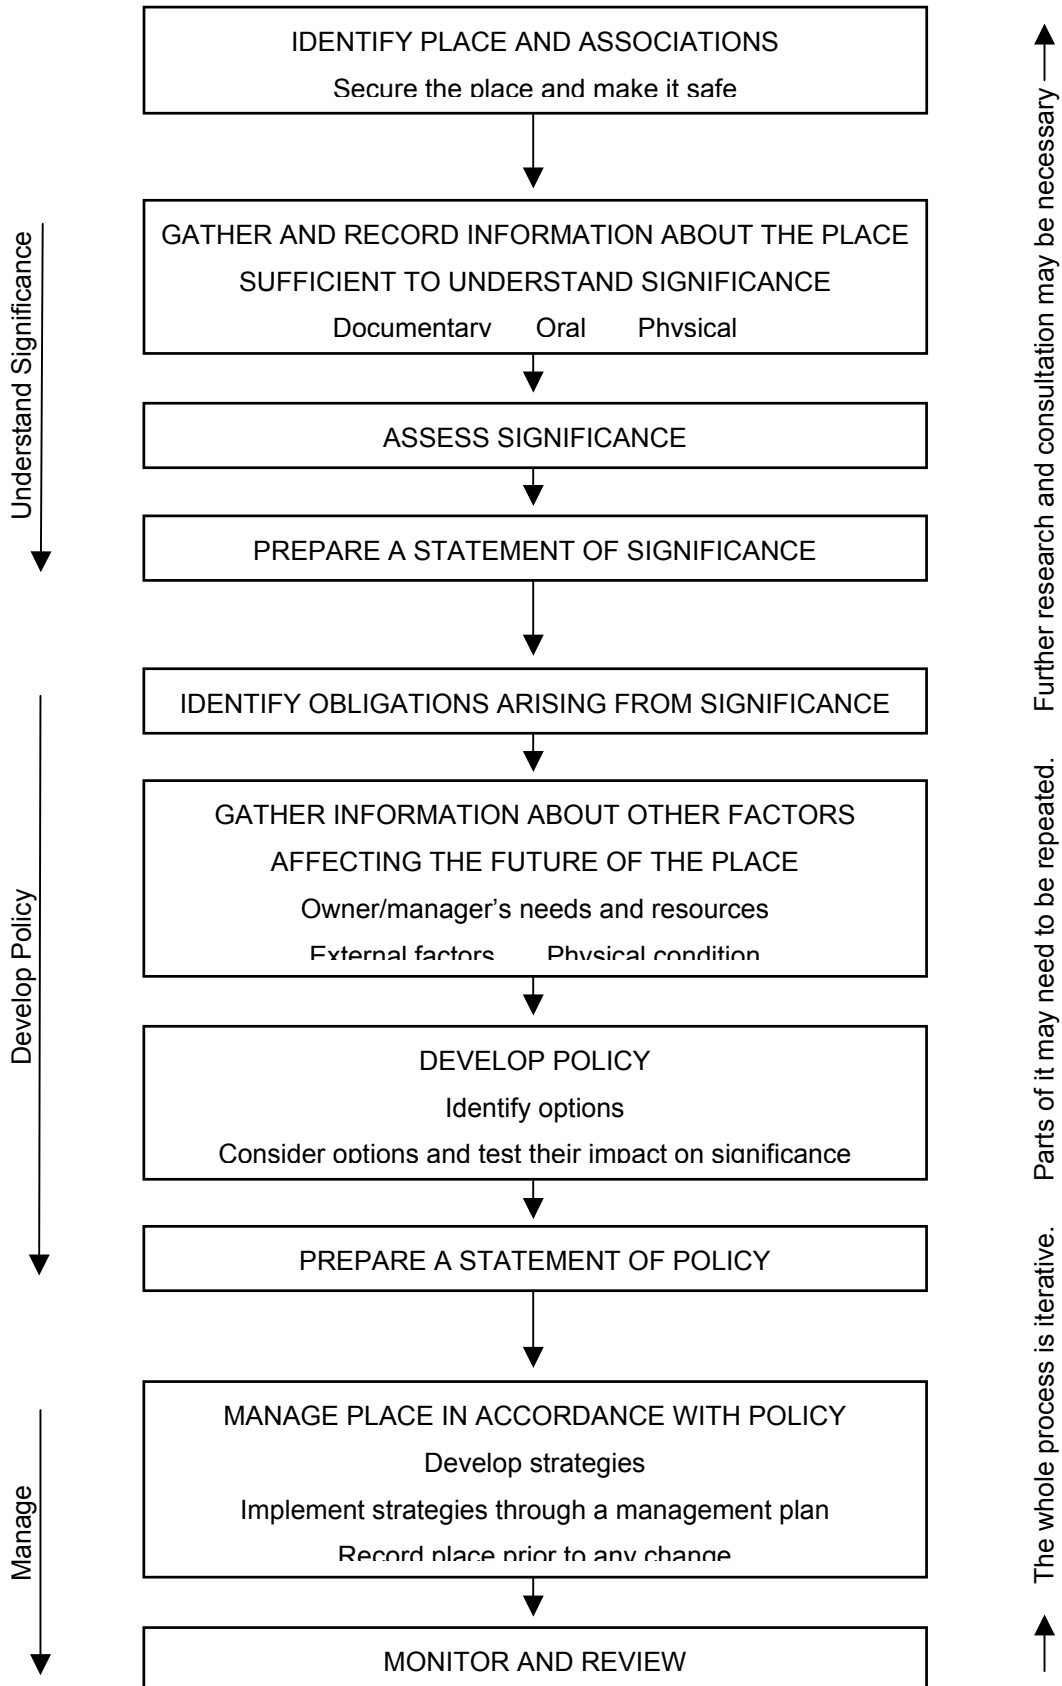 IDENTIFY PLACE AND ASSOCIATIONS
Secure the place and make it safe
GATHER AND RECORD INFORMATION ABOUT THE PLACE
SUFFICIENT TO UNDERSTAND SIGNIFICANCE
Documentary Oral Physical
ASSESS SIGNIFICANCE
PREPARE A STATEMENT OF SIGNIFICANCE
IDENTIFY OBLIGATIONS ARISING FROM SIGNIFICANCE
GATHER INFORMATION ABOUT OTHER FACTORS
AFFECTING THE FUTURE OF THE PLACE
Owner/manager’s needs and resources
External factors Physical condition
DEVELOP POLICY
Identify options
Consider options and test their impact on significance
PREPARE A STATEMENT OF POLICY
MANAGE PLACE IN ACCORDANCE WITH POLICY
Develop strategies
Implement strategies through a management plan
Record place prior to any change
MONITOR AND REVIEW
Understand Significance
Develop Policy
Manage
The whole process is iterative. Parts of it may need to be repeated. Further research and consultation may be necessary